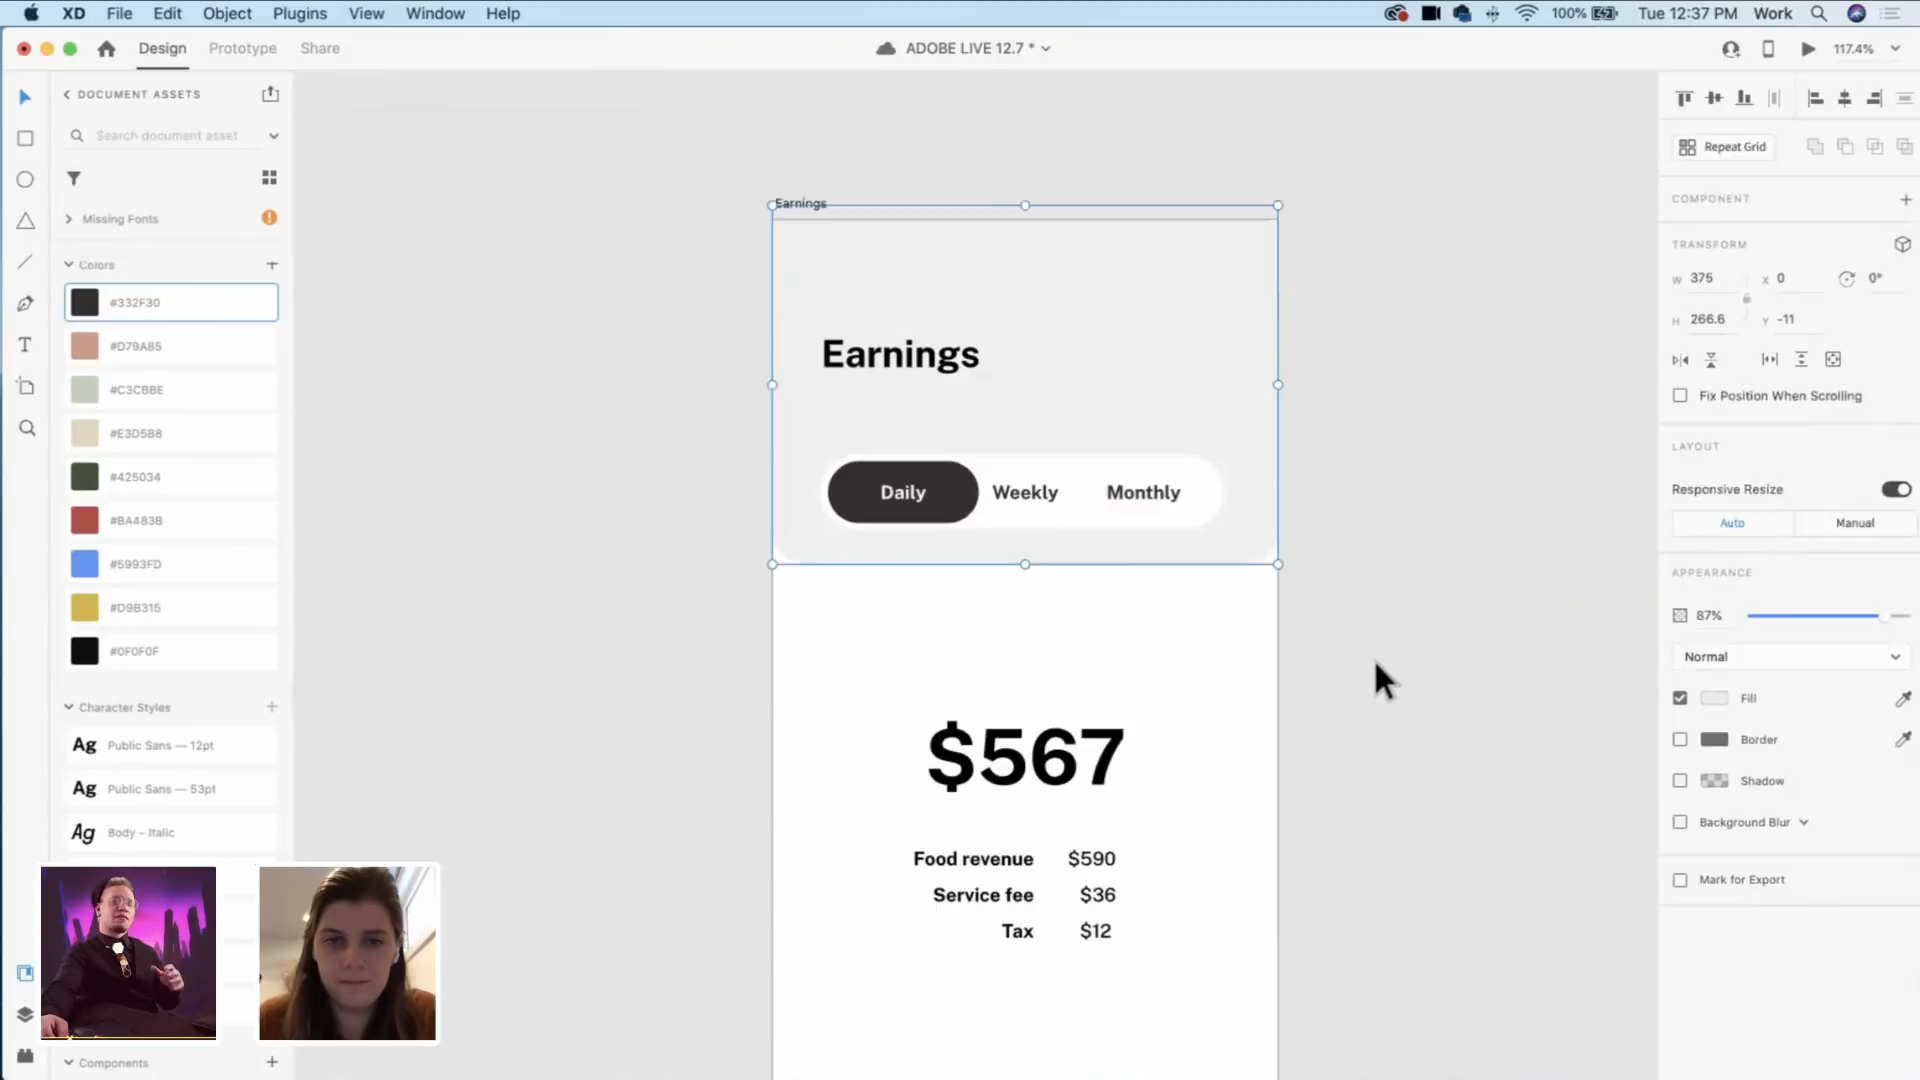 XD File Edit Object Plugins View Window Help
100% Tue 12:37 PM Work
Design Prototype Share
ADOBE LIVE 12.7 *
117.4%
DOCUMENT ASSETS
Search document asset
Missing Fonts
Colors
#332F30
#D79A85
#C3CBBE
#E3D5B8
#425034
#BA483B
#5993FD
#D9B315
#0F0F0F
Character Styles
Ag Public Sans — 12pt
Ag Public Sans — 53pt
Ag Body – Italic
Components
Earnings
Earnings
Daily Weekly Monthly
$567
Food revenue $590
Service fee $36
Tax $12
Repeat Grid
COMPONENT
TRANSFORM
W 375 X 0 0°
H 266.6 Y -11
Fix Position When Scrolling
LAYOUT
Responsive Resize
Auto Manual
APPEARANCE
87%
Normal
Fill
Border
Shadow
Background Blur
Mark for Export